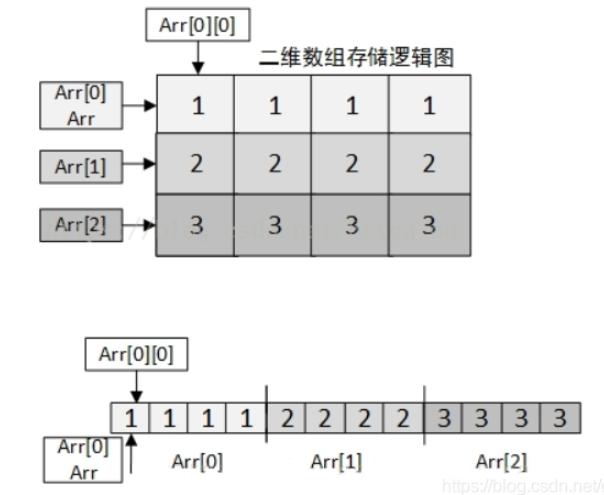 Arr[0][0]
二维数组存储逻辑图
Arr[0]
Arr
1 1 1 1
Arr[1]
2 2 2 2
Arr[2]
3 3 3 3
Arr[0][0]
1 1 1 1 2 2 2 2 3 3 3 3
Arr[0]
Arr
Arr[0] Arr[1] Arr[2]
https://blog.csdn.net/